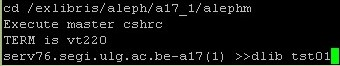 cd /exlibris/aleph/a17_1/alephm
Execute master cshrc
TERM is vt220
serv76.segi.ulg.ac.be-a17(1) >>dlib tst01